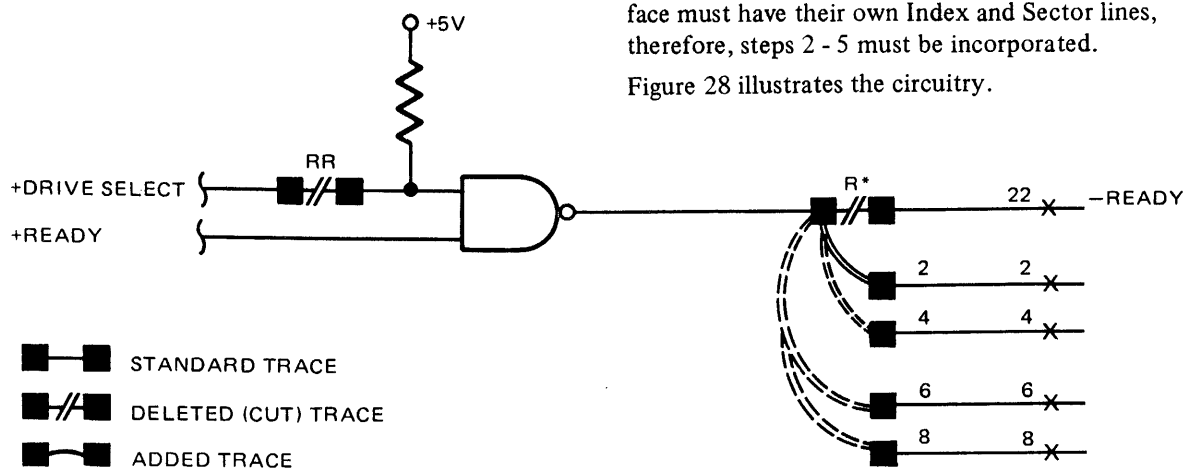 face must have their own Index and Sector lines,
therefore, steps 2 - 5 must be incorporated.
Figure 28 illustrates the circuitry.
+5V
RR
+DRIVE SELECT
+READY
R*
22
-READY
2 2
4 4
6 6
8 8
STANDARD TRACE
DELETED (CUT) TRACE
ADDED TRACE